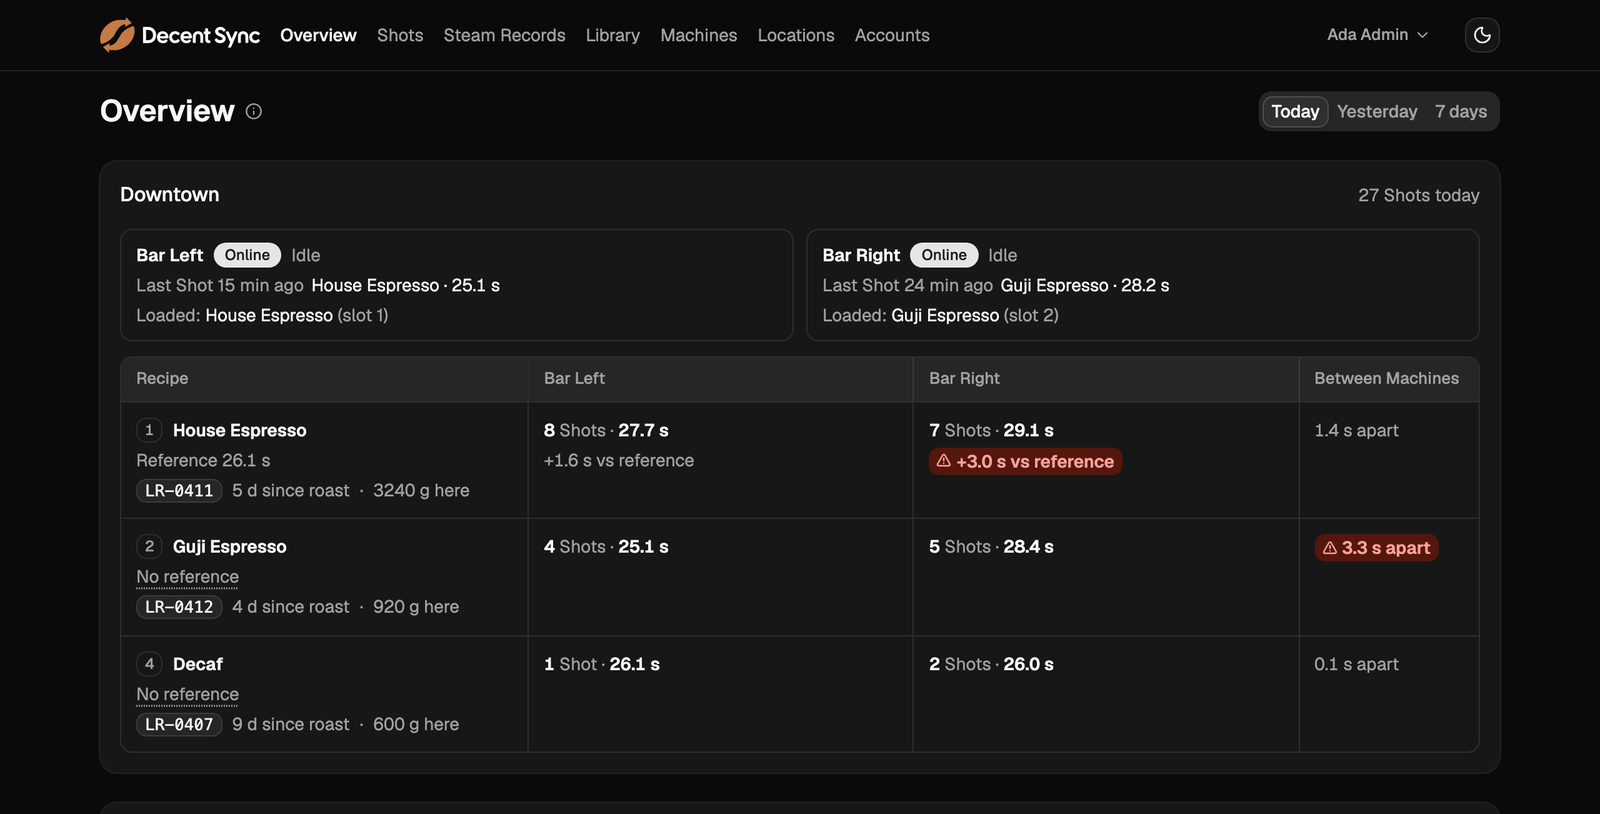 Decent Sync Overview Shots Steam Records Library Machines Locations Accounts Ada Admin
Overview
Today Yesterday 7 days
Downtown
27 Shots today
Bar Left Online Idle
Last Shot 15 min ago House Espresso · 25.1 s
Loaded: House Espresso (slot 1)
Bar Right Online Idle
Last Shot 24 min ago Guji Espresso · 28.2 s
Loaded: Guji Espresso (slot 2)
Recipe Bar Left Bar Right Between Machines
1 House Espresso
Reference 26.1 s
LR-0411 5 d since roast · 3240 g here
8 Shots · 27.7 s
+1.6 s vs reference
7 Shots · 29.1 s
+3.0 s vs reference
1.4 s apart
2 Guji Espresso
No reference
LR-0412 4 d since roast · 920 g here
4 Shots · 25.1 s
5 Shots · 28.4 s
3.3 s apart
4 Decaf
No reference
LR-0407 9 d since roast · 600 g here
1 Shot · 26.1 s
2 Shots · 26.0 s
0.1 s apart